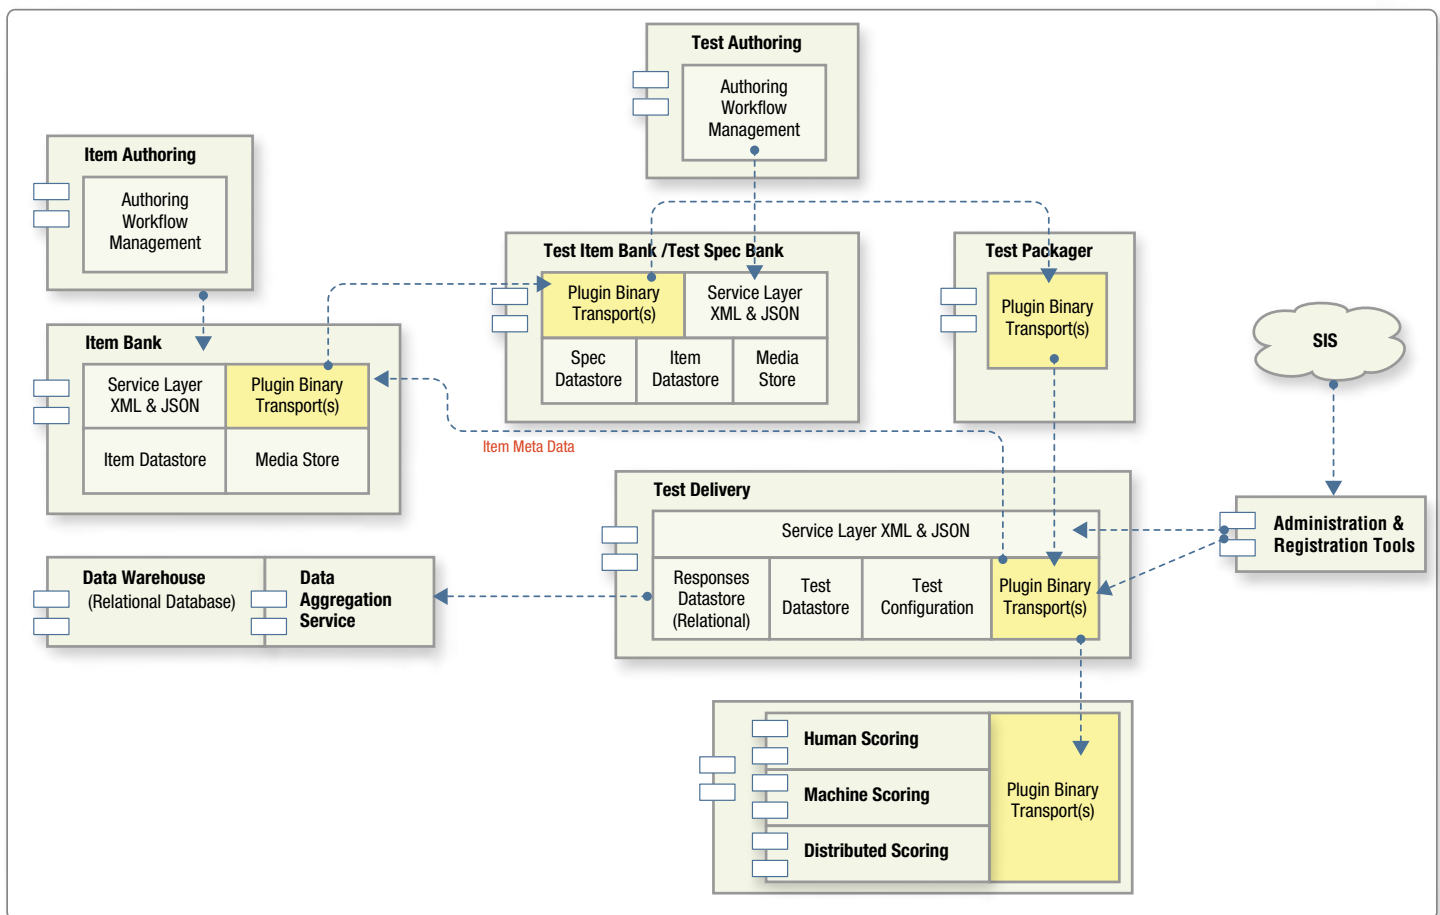 Test Authoring
Authoring
Workflow
Management
Item Authoring
Authoring
Workflow
Management
Test Item Bank /Test Spec Bank
Plugin Binary
Transport(s)
Service Layer
XML & JSON
Spec
Datastore
Item
Datastore
Media
Store
Test Packager
Plugin Binary
Transport(s)
SIS
Item Bank
Service Layer
XML & JSON
Plugin Binary
Transport(s)
Item Datastore
Media Store
Item Meta Data
Test Delivery
Service Layer XML & JSON
Responses
Datastore
(Relational)
Test
Datastore
Test
Configuration
Plugin Binary
Transport(s)
Administration &
Registration Tools
Data Warehouse
(Relational Database)
Data
Aggregation
Service
Human Scoring
Machine Scoring
Distributed Scoring
Plugin Binary
Transport(s)